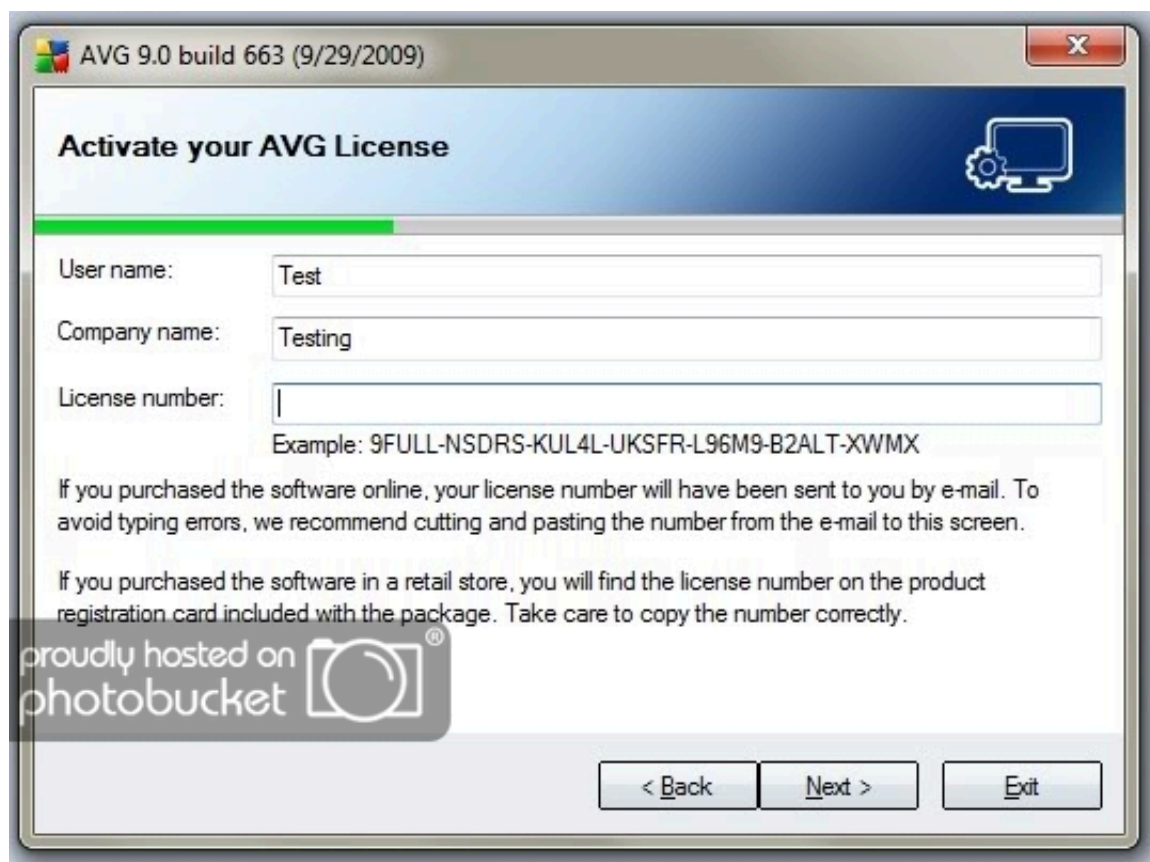 AVG 9.0 build 663 (9/29/2009)
X
Activate your AVG License
User name:
Test
Company name:
Testing
License number:
Example: 9FULL-NSDRS-KUL4L-UKSFR-L96M9-B2ALT-XWMX
If you purchased the software online, your license number will have been sent to you by e-mail. To
avoid typing errors, we recommend cutting and pasting the number from the e-mail to this screen.
If you purchased the software in a retail store, you will find the license number on the product
registration card included with the package. Take care to copy the number correctly.
proudly hosted on
photobucket ®
< Back
Next >
Exit